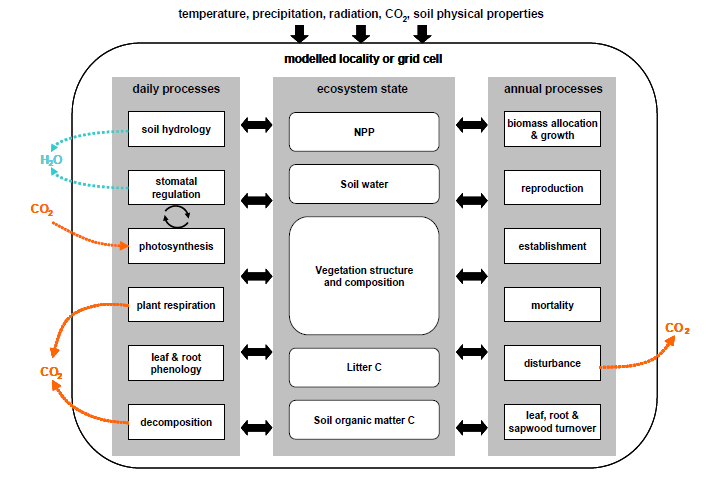 temperature, precipitation, radiation, CO₂, soil physical properties
modelled locality or grid cell
daily processes
soil hydrology
H₂O
stomatal
regulation
CO₂
photosynthesis
plant respiration
CO₂
leaf & root
phenology
decomposition
ecosystem state
NPP
Soil water
Vegetation structure
and composition
Litter C
Soil organic matter C
annual processes
biomass allocation
& growth
reproduction
establishment
mortality
disturbance
CO₂
leaf, root &
sapwood turnover